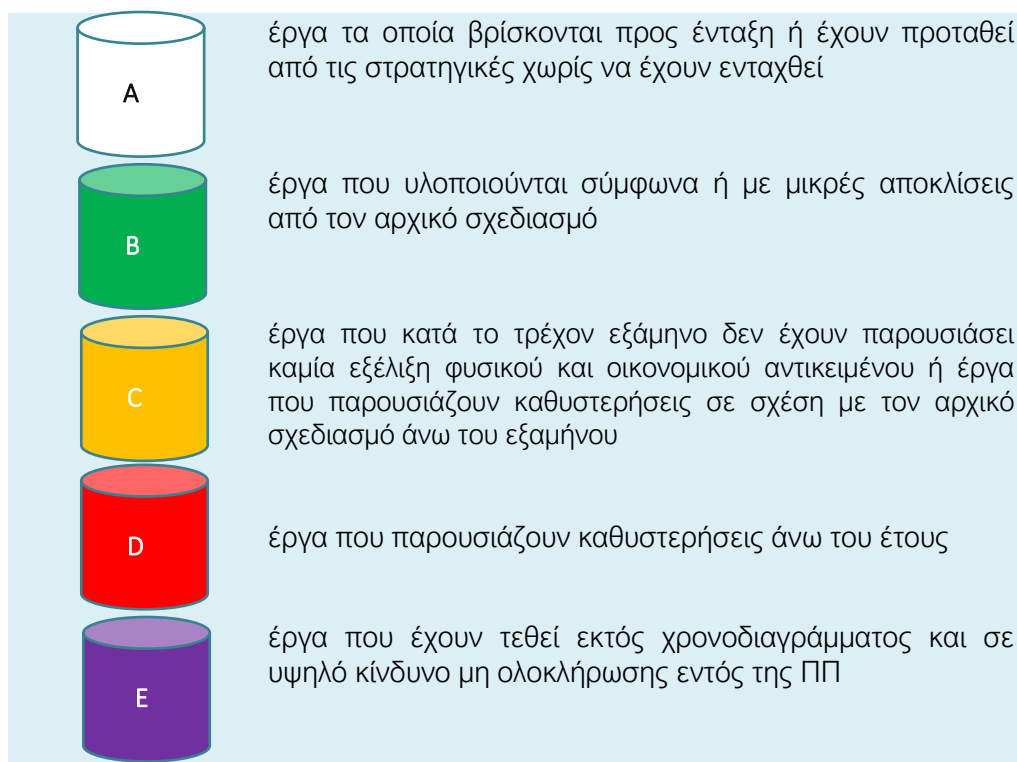 έργα τα οποία βρίσκονται προς ένταξη ή έχουν προταθεί
από τις στρατηγικές χωρίς να έχουν ενταχθεί
A
έργα που υλοποιούνται σύμφωνα ή με μικρές αποκλίσεις
από τον αρχικό σχεδιασμό
B
έργα που κατά το τρέχον εξάμηνο δεν έχουν παρουσιάσει
καμία εξέλιξη φυσικού και οικονομικού αντικειμένου ή έργα
που παρουσιάζουν καθυστερήσεις σε σχέση με τον αρχικό
σχεδιασμό άνω του εξαμήνου
C
D
έργα που παρουσιάζουν καθυστερήσεις άνω του έτους
έργα που έχουν τεθεί εκτός χρονοδιαγράμματος και σε
υψηλό κίνδυνο μη ολοκλήρωσης εντός της ΠΠ
E